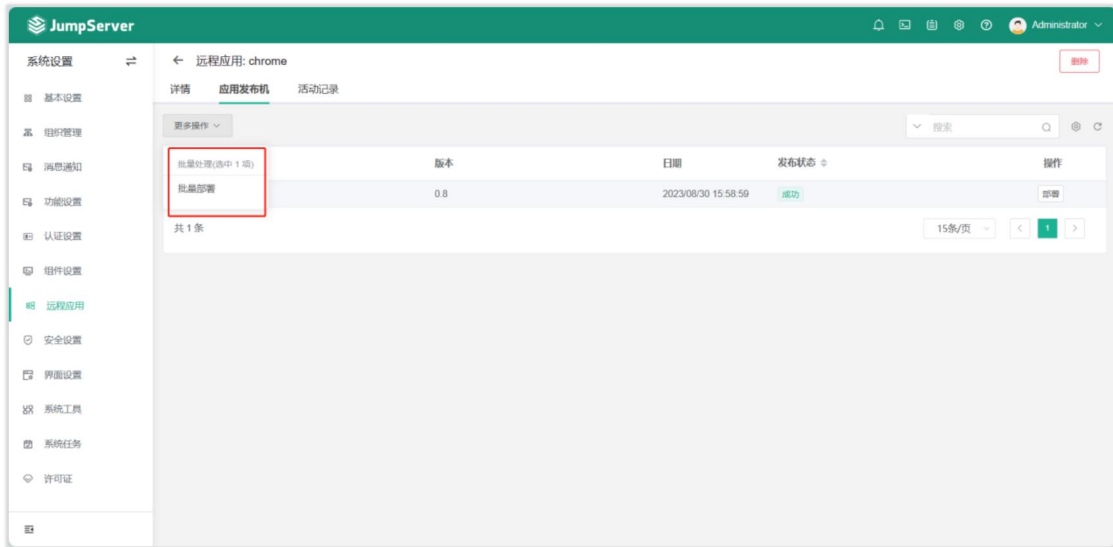 JumpServer
Administrator
系统设置
远程应用: chrome
删除
详情 应用发布机 活动记录
基本设置
组织管理
消息通知
功能设置
认证设置
组件设置
远程应用
安全设置
界面设置
系统工具
系统任务
许可证
更多操作
搜索
批量处理(选中 1 项)
批量部署
版本 日期 发布状态 操作
0.8 2023/08/30 15:58:59 成功 部署
共 1 条
15条/页
1